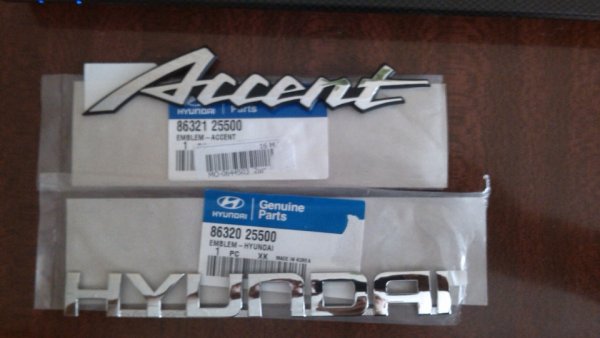 Accent
HYUNDAI Parts
86321 25500
EMBLEM-ACCENT
1
HYUNDAI
Genuine
Parts
86320 25500
EMBLEM-HYUNDAI
1 PC XK MADE IN KOREA
HYUNDAI